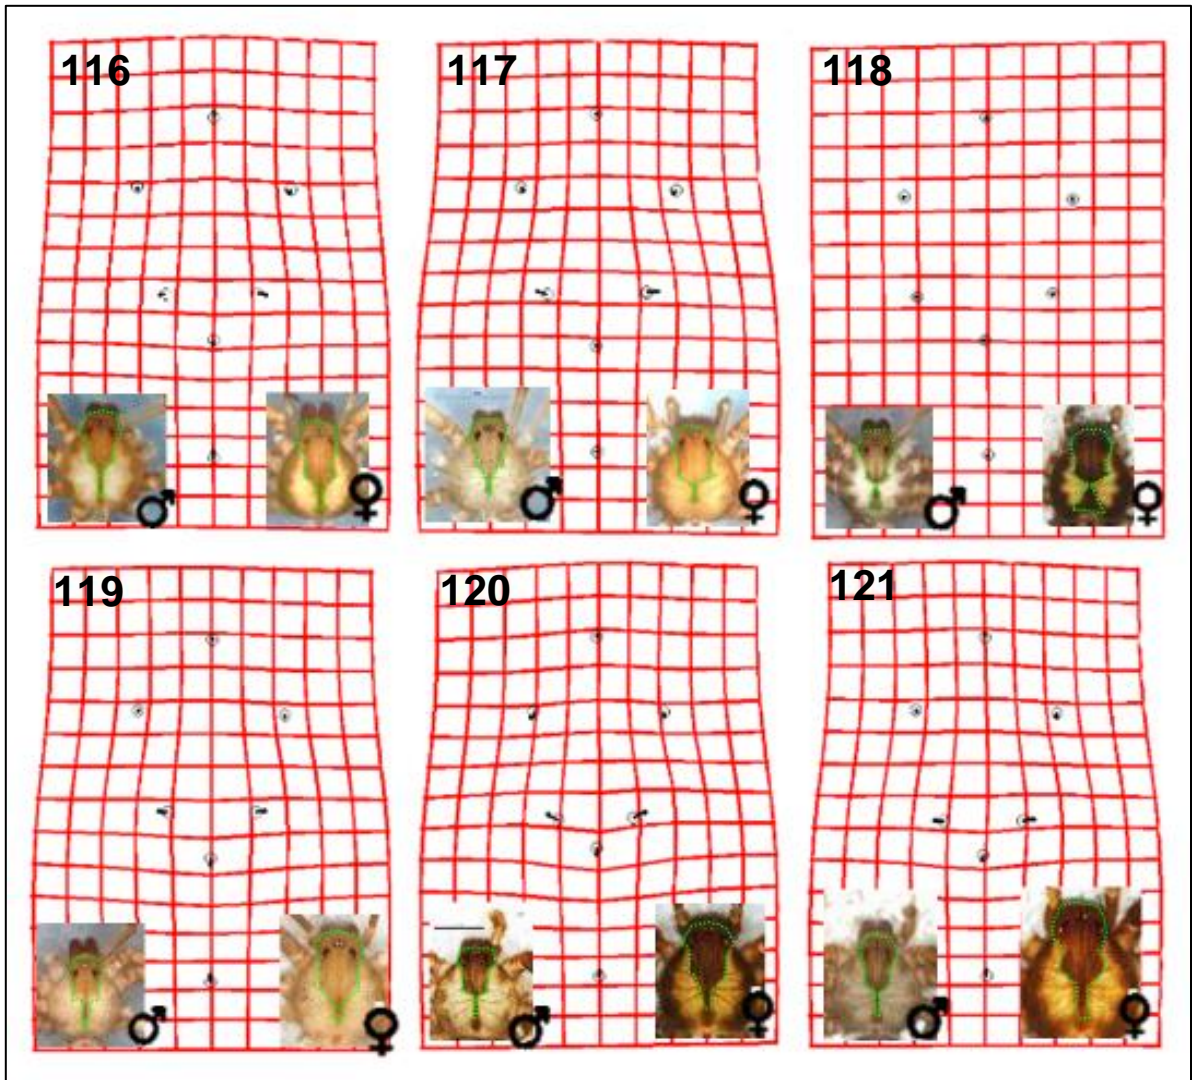 116 117 118
♂ ♀ ♂ ♀ ♂ ♀
119 120 121
♂ ♀ ♂ ♀ ♂ ♀